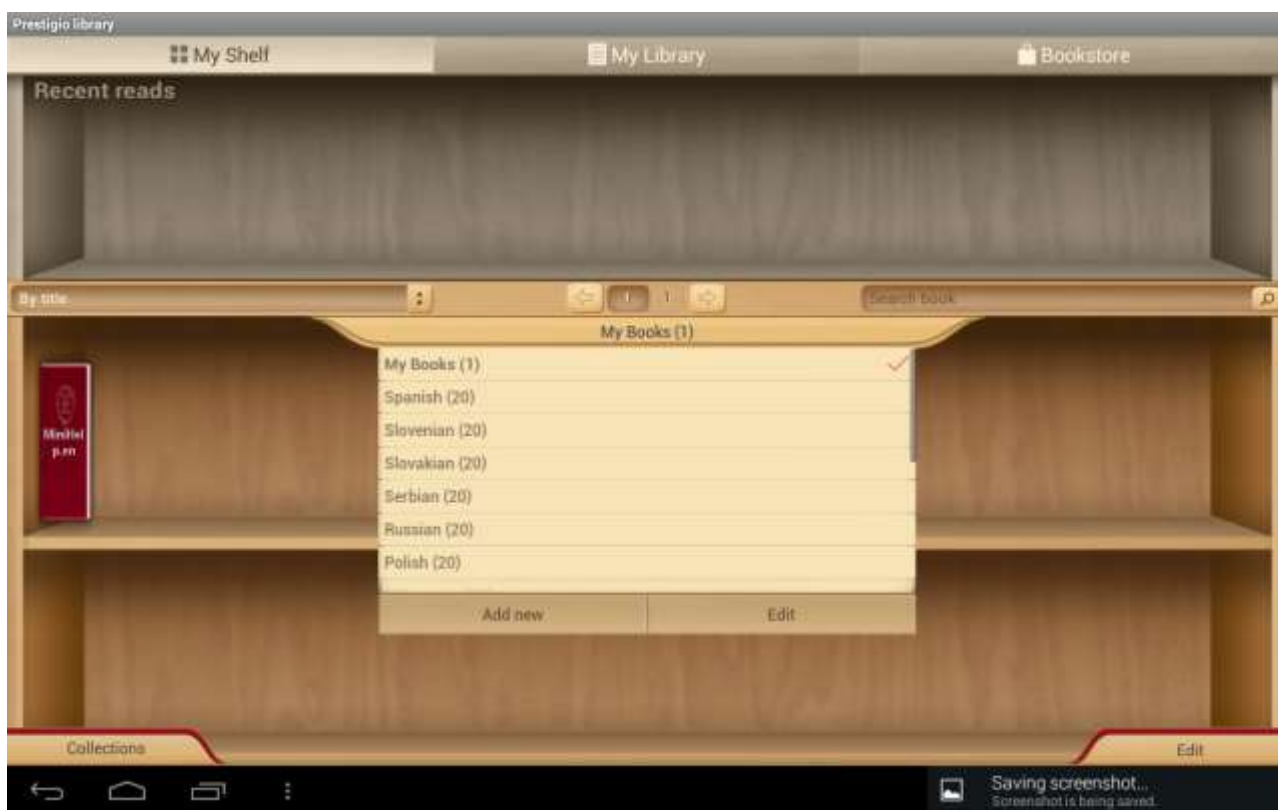 Prestigio library
My Shelf
My Library
Bookstore
Recent reads
By title
1 1
Search book
My Books (1)
My Books (1)
Spanish (20)
Slovenian (20)
Slovakian (20)
Serbian (20)
Russian (20)
Polish (20)
MiniHel
p.en
Add new
Edit
Collections
Edit
Saving screenshot...
Screenshot is being saved.